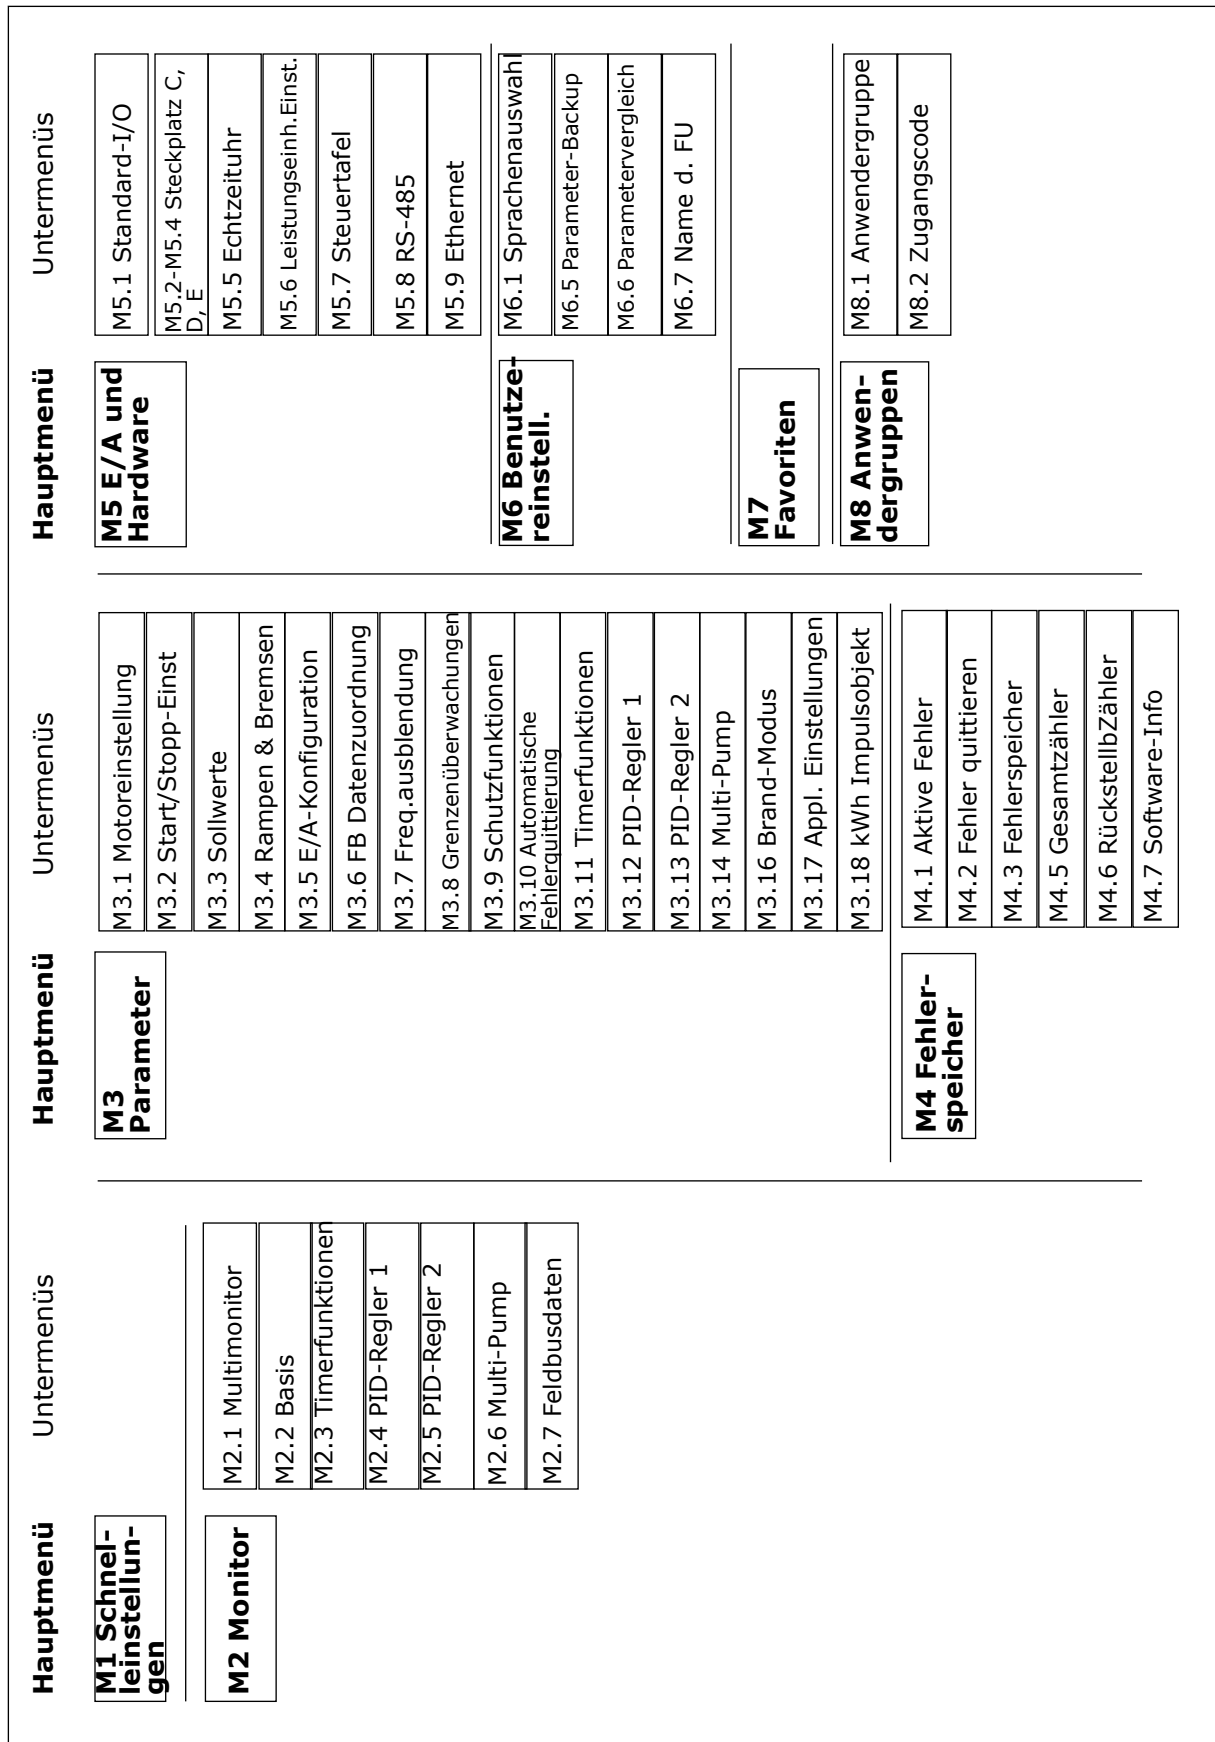 Hauptmenü
Untermenüs
M1 Schnel-
leinstellun-
gen
M2 Monitor
M2.1 Multimonitor
M2.2 Basis
M2.3 Timerfunktionen
M2.4 PID-Regler 1
M2.5 PID-Regler 2
M2.6 Multi-Pump
M2.7 Feldbusdaten
Hauptmenü
Untermenüs
M3
Parameter
M3.1 Motoreinstellung
M3.2 Start/Stopp-Einst
M3.3 Sollwerte
M3.4 Rampen & Bremsen
M3.5 E/A-Konfiguration
M3.6 FB Datenzuordnung
M3.7 Freq.ausblendung
M3.8 Grenzenüberwachungen
M3.9 Schutzfunktionen
M3.10 Automatische
Fehlerquittierung
M3.11 Timerfunktionen
M3.12 PID-Regler 1
M3.13 PID-Regler 2
M3.14 Multi-Pump
M3.16 Brand-Modus
M3.17 Appl. Einstellungen
M3.18 kWh Impulsobjekt
M4 Fehler-
speicher
M4.1 Aktive Fehler
M4.2 Fehler quittieren
M4.3 Fehlerspeicher
M4.5 Gesamtzähler
M4.6 RückstellbZähler
M4.7 Software-Info
Hauptmenü
Untermenüs
M5 E/A und
Hardware
M5.1 Standard-I/O
M5.2-M5.4 Steckplatz C,
D, E
M5.5 Echtzeituhr
M5.6 Leistungseinh.Einst.
M5.7 Steuertafel
M5.8 RS-485
M5.9 Ethernet
M6 Benutze-
reinstell.
M6.1 Sprachenauswahl
M6.5 Parameter-Backup
M6.6 Parametervergleich
M6.7 Name d. FU
M7
Favoriten
M8 Anwen-
dergruppen
M8.1 Anwendergruppe
M8.2 Zugangscode